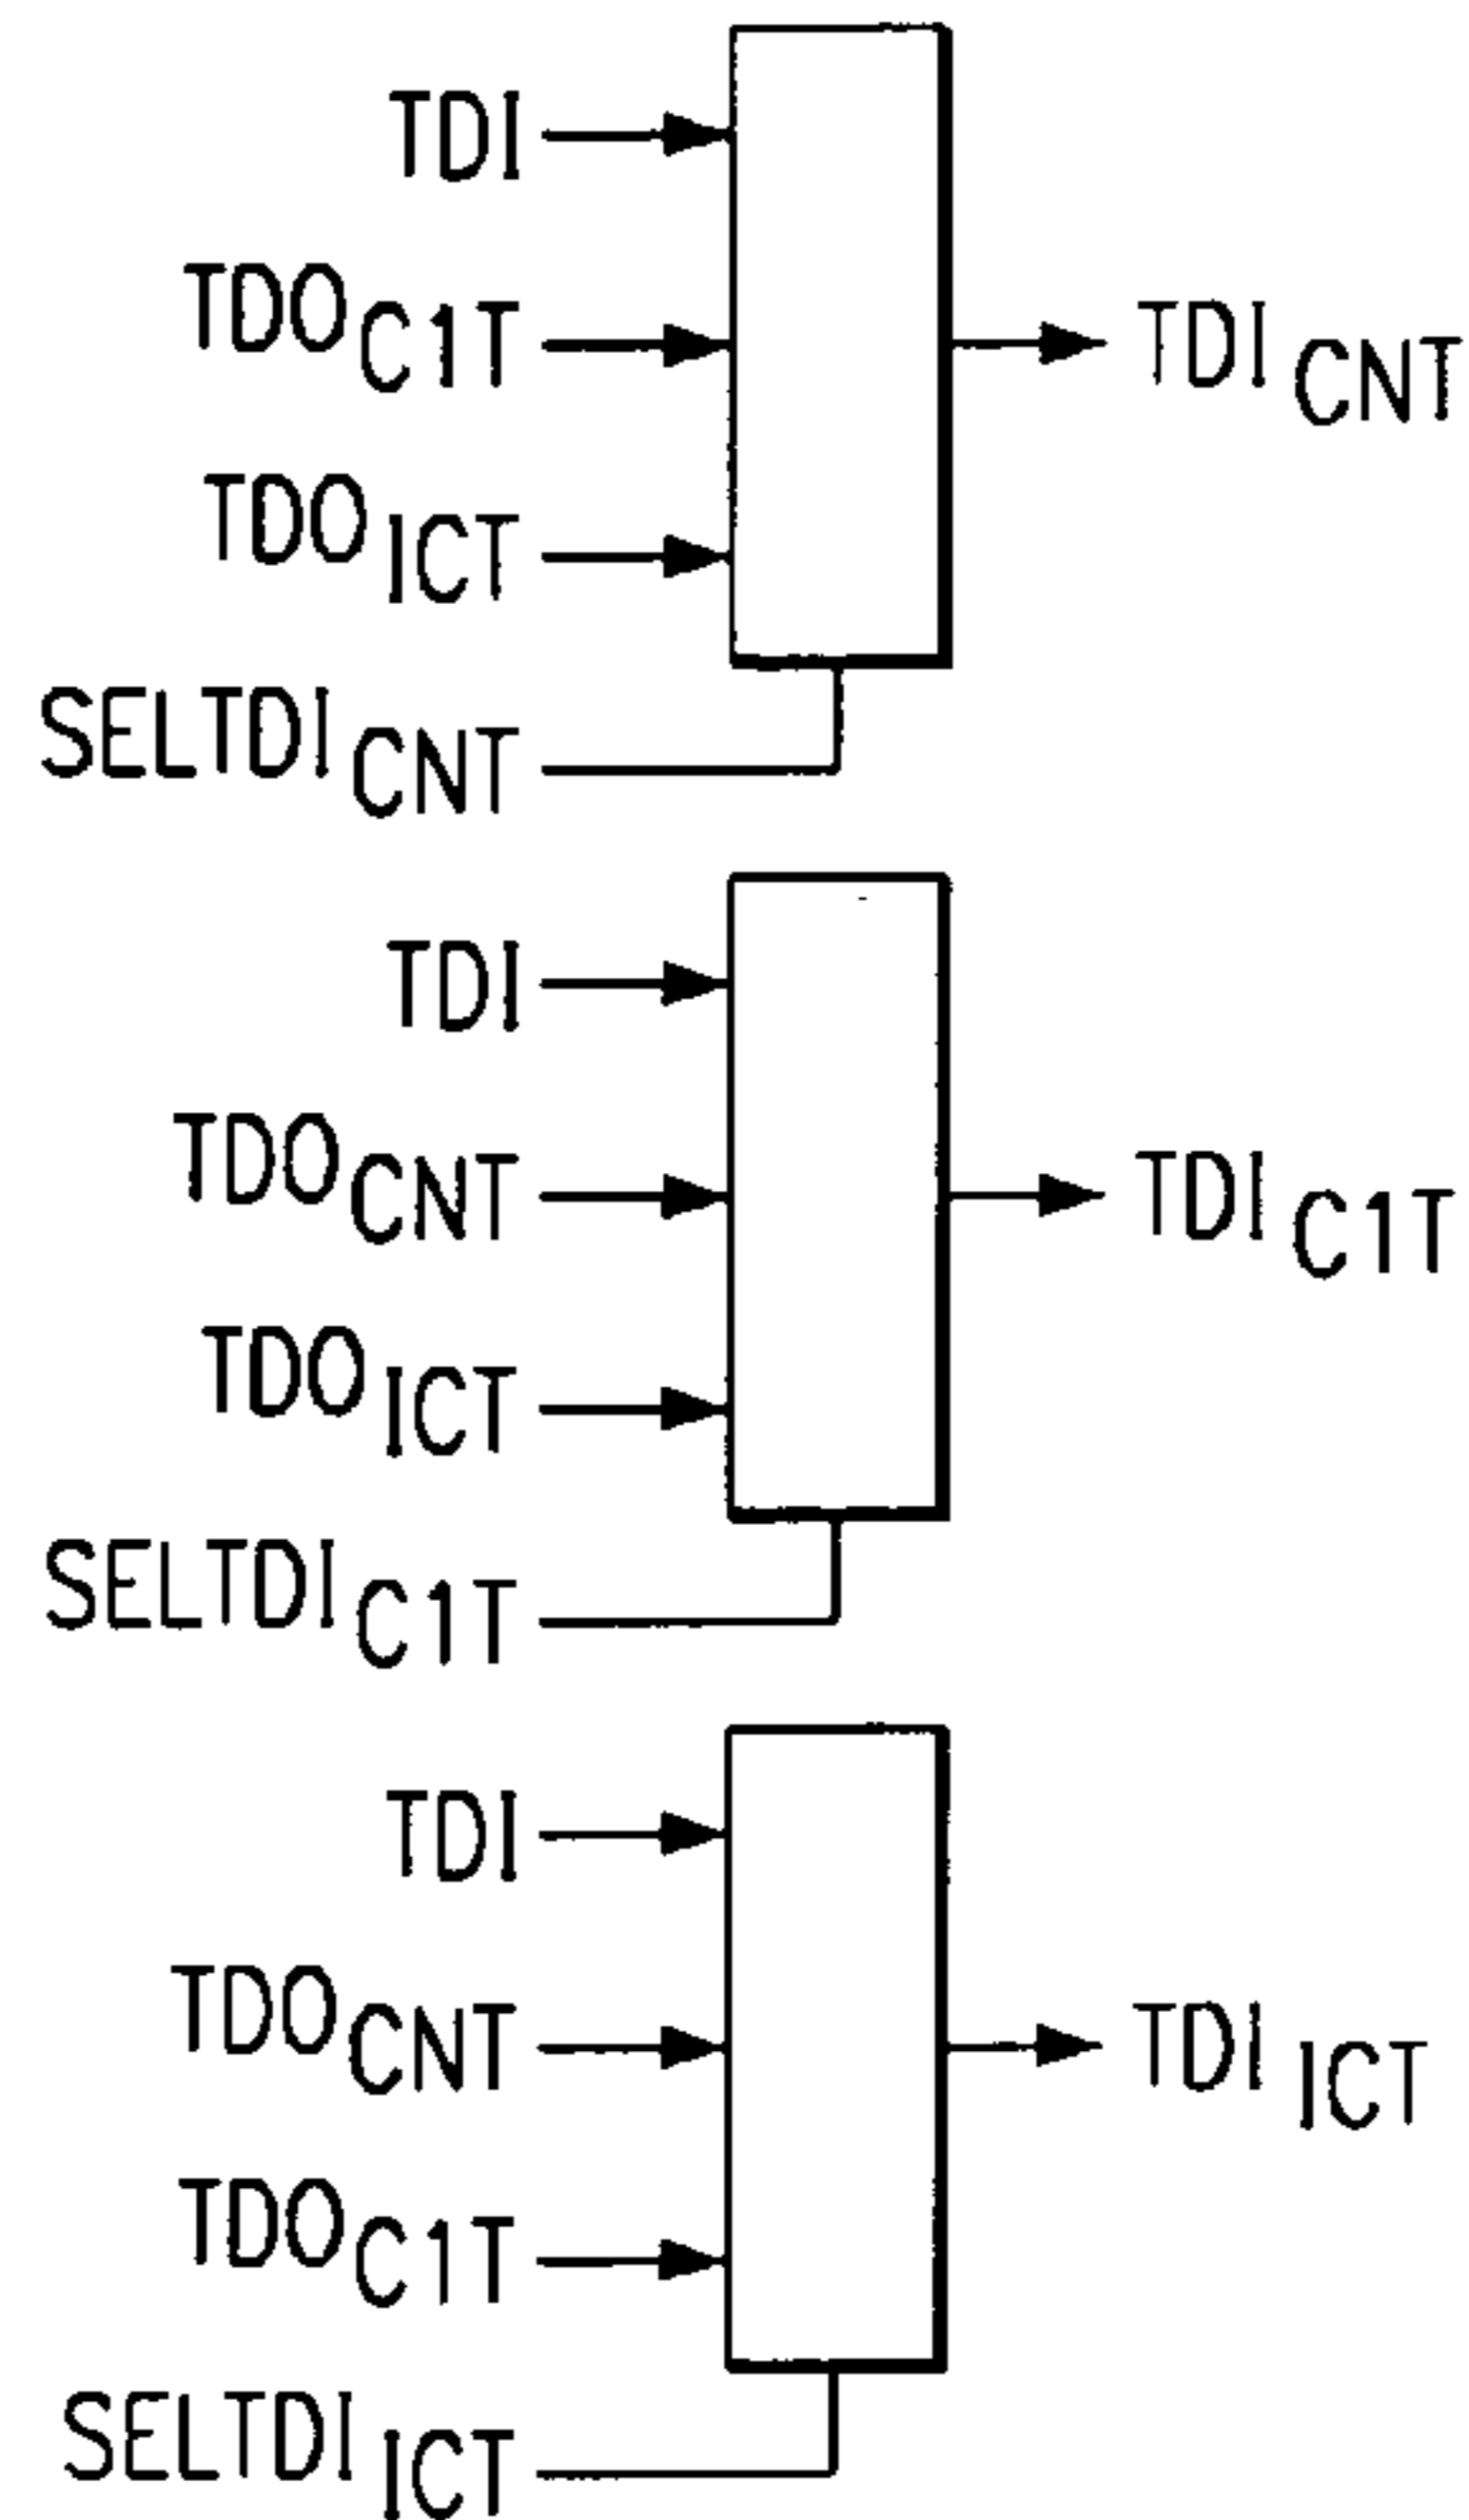 TDI
TDO C1T
TDI CNT
TDO ICT
SELTDI CNT
TDI
TDO CNT
TDI C1T
TDO ICT
SELTDI C1T
TDI
TDO CNT
TDI ICT
TDO C1T
SELTDI ICT